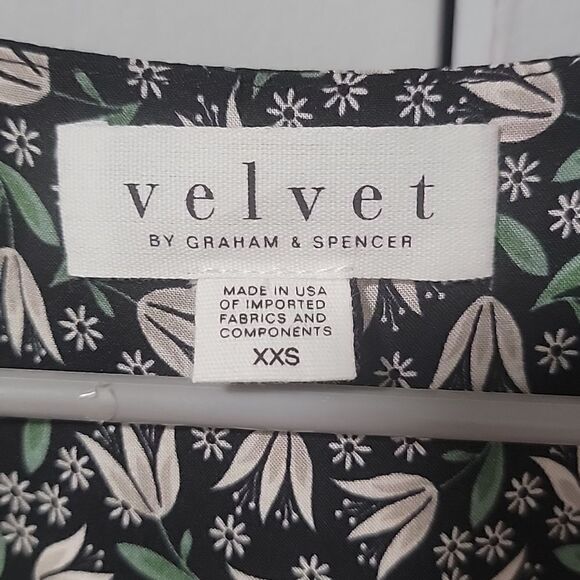 velvet
BY GRAHAM & SPENCER
MADE IN USA
OF IMPORTED
FABRICS AND
COMPONENTS
XXS